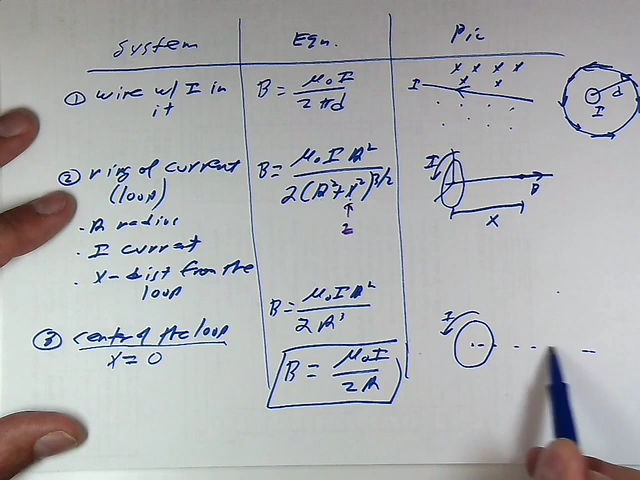 System Eqn. Pic
① wire w/ I in it
B = μ₀I / 2πd
I
x x x x
x x
d
I
② ring of current (loop)
· R radius
· I current
· x - dist from the loop
B = μ₀IR² / 2(R²+x²)^3/2
↑
z
I
B
x
③ center of the loop
x = 0
B = μ₀IR² / 2R³
B = μ₀I / 2R
I